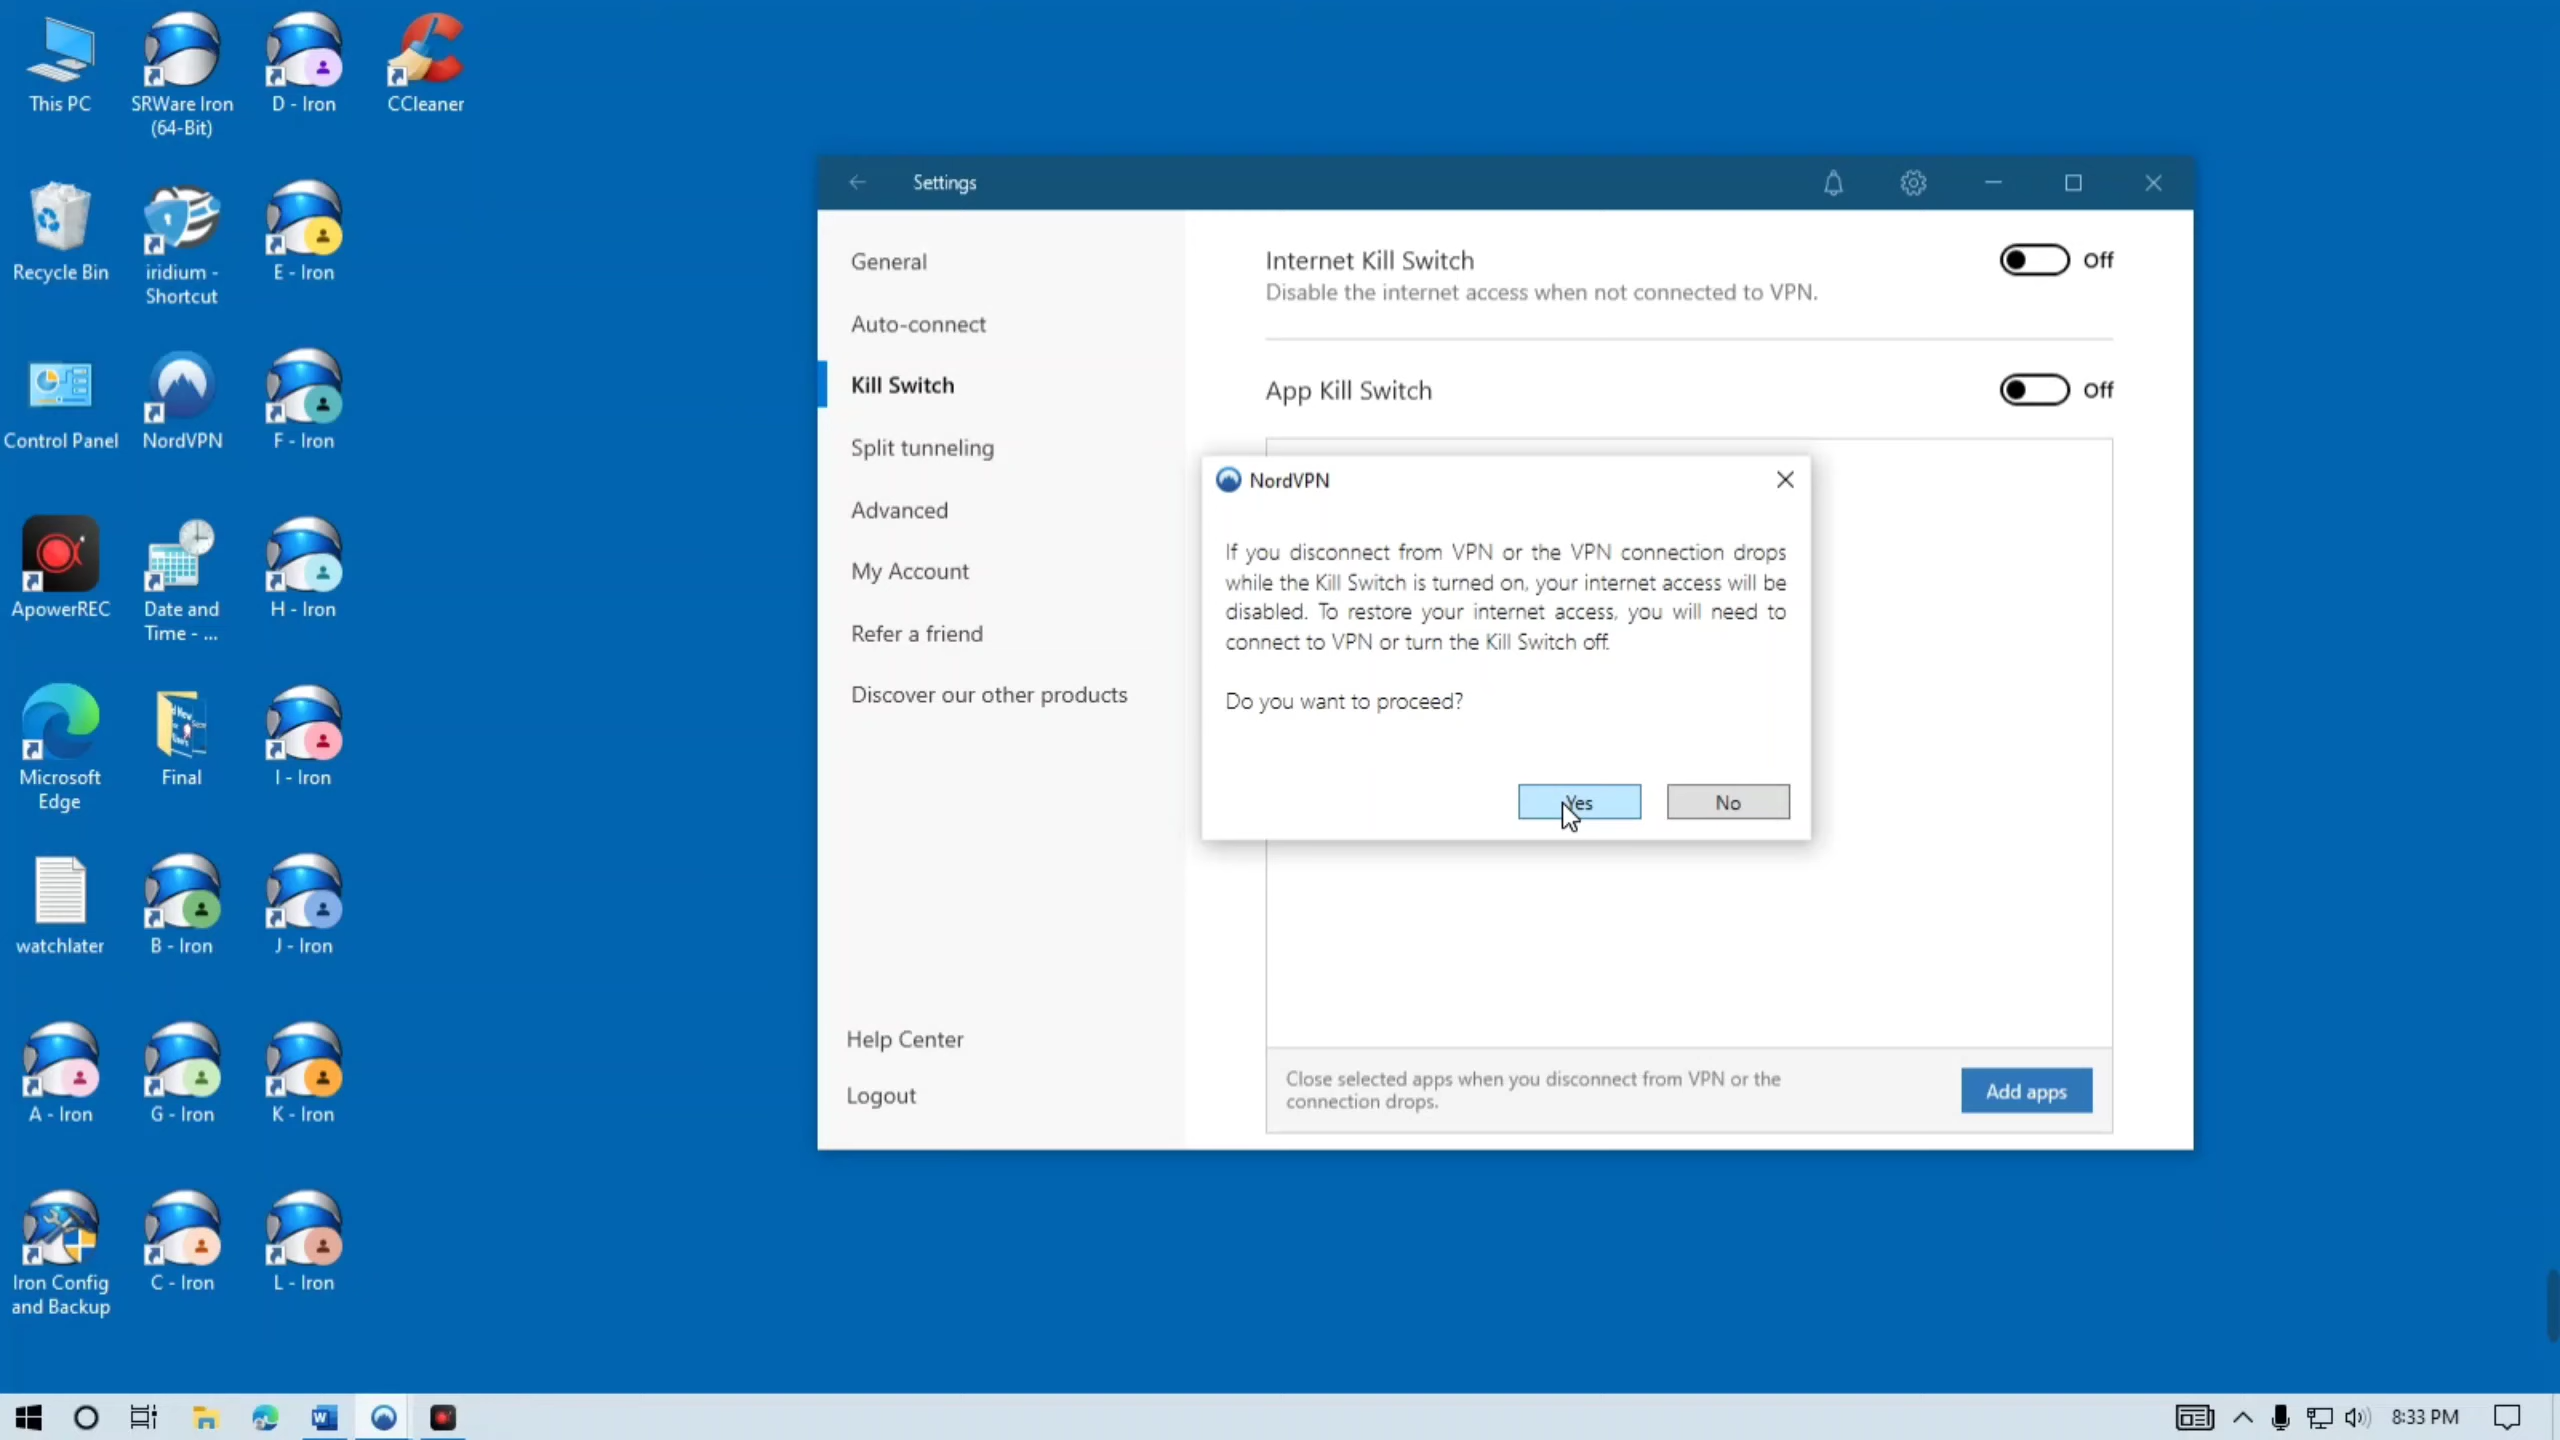 This PC
SRWare Iron
(64-Bit)
D - Iron
CCleaner
Recycle Bin
iridium -
Shortcut
E - Iron
Control Panel
NordVPN
F - Iron
ApowerREC
Date and
Time - ...
H - Iron
Microsoft
Edge
Final
I - Iron
watchlater
B - Iron
J - Iron
A - Iron
G - Iron
K - Iron
Iron Config
and Backup
C - Iron
L - Iron
Settings
General
Auto-connect
Kill Switch
Split tunneling
Advanced
My Account
Refer a friend
Discover our other products
Help Center
Logout
Internet Kill Switch
Off
Disable the internet access when not connected to VPN.
App Kill Switch
Off
NordVPN
If you disconnect from VPN or the VPN connection drops
while the Kill Switch is turned on, your internet access will be
disabled. To restore your internet access, you will need to
connect to VPN or turn the Kill Switch off.
Do you want to proceed?
Yes
No
Close selected apps when you disconnect from VPN or the
connection drops.
Add apps
8:33 PM